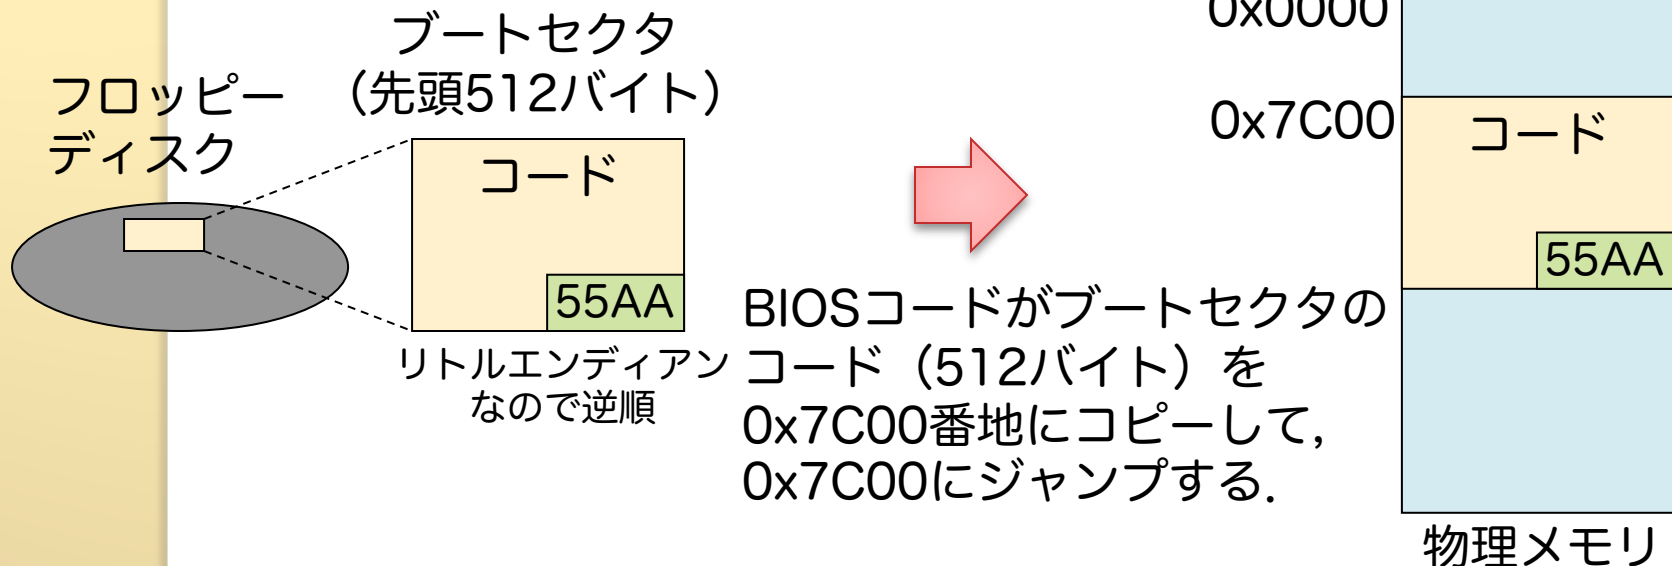 ブートセクタ
（先頭512バイト）
フロッピー
ディスク
コード
55AA
リトルエンディアン
なので逆順
BIOSコードがブートセクタの
コード（512バイト）を
0x7C00番地にコピーして,
0x7C00にジャンプする.
0x0000
0x7C00
コード
55AA
物理メモリ